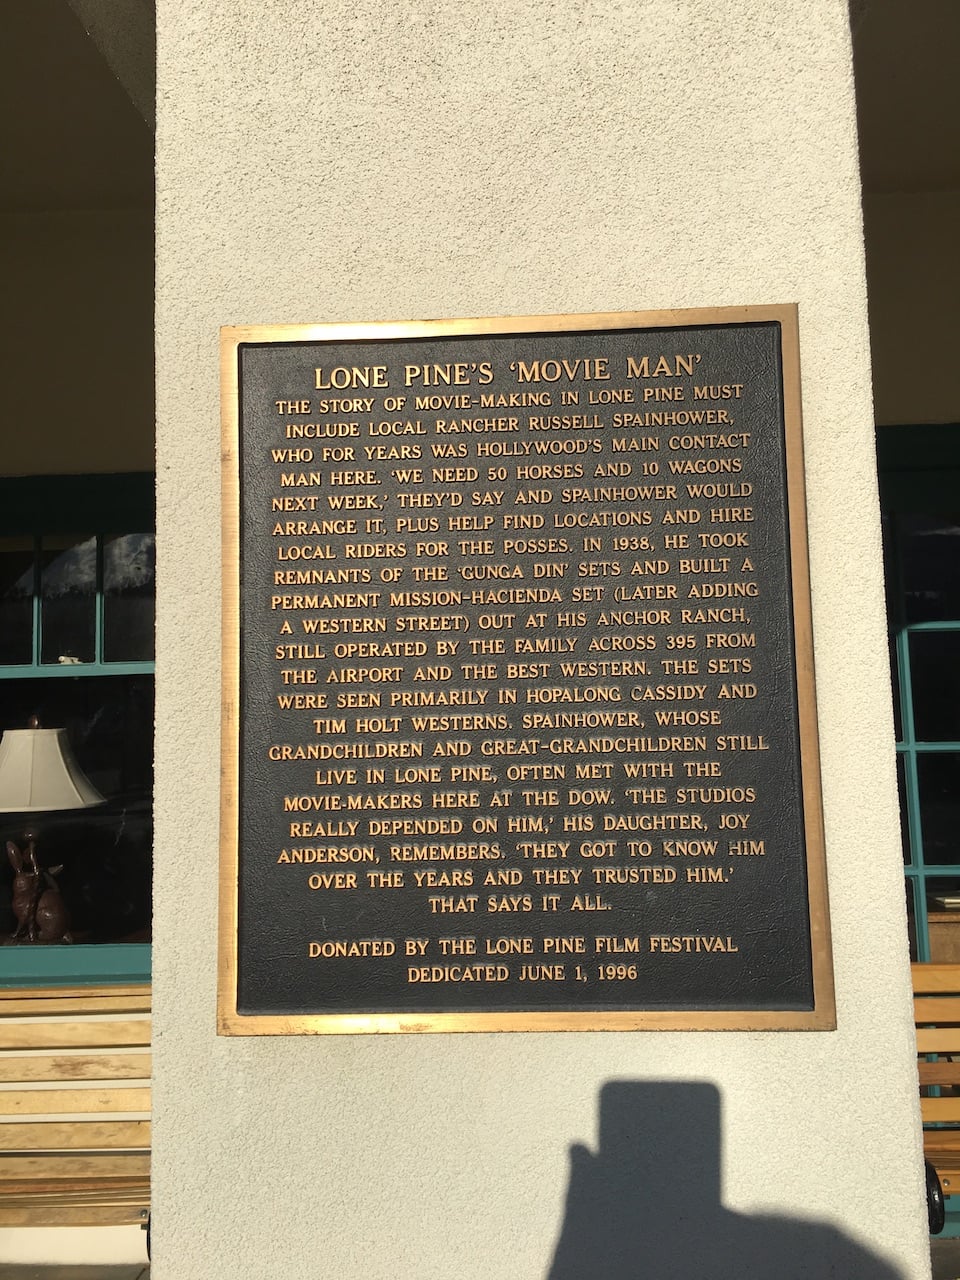 LONE PINE'S 'MOVIE MAN'
THE STORY OF MOVIE-MAKING IN LONE PINE MUST
INCLUDE LOCAL RANCHER RUSSELL SPAINHOWER,
WHO FOR YEARS WAS HOLLYWOOD'S MAIN CONTACT
MAN HERE. 'WE NEED 50 HORSES AND 10 WAGONS
NEXT WEEK,' THEY'D SAY AND SPAINHOWER WOULD
ARRANGE IT, PLUS HELP FIND LOCATIONS AND HIRE
LOCAL RIDERS FOR THE POSSES. IN 1938, HE TOOK
REMNANTS OF THE 'GUNGA DIN' SETS AND BUILT A
PERMANENT MISSION-HACIENDA SET (LATER ADDING
A WESTERN STREET) OUT AT HIS ANCHOR RANCH,
STILL OPERATED BY THE FAMILY ACROSS 395 FROM
THE AIRPORT AND THE BEST WESTERN. THE SETS
WERE SEEN PRIMARILY IN HOPALONG CASSIDY AND
TIM HOLT WESTERNS. SPAINHOWER, WHOSE
GRANDCHILDREN AND GREAT-GRANDCHILDREN STILL
LIVE IN LONE PINE, OFTEN MET WITH THE
MOVIE-MAKERS HERE AT THE DOW. 'THE STUDIOS
REALLY DEPENDED ON HIM,' HIS DAUGHTER, JOY
ANDERSON, REMEMBERS. 'THEY GOT TO KNOW HIM
OVER THE YEARS AND THEY TRUSTED HIM.'
THAT SAYS IT ALL.
DONATED BY THE LONE PINE FILM FESTIVAL
DEDICATED JUNE 1, 1996